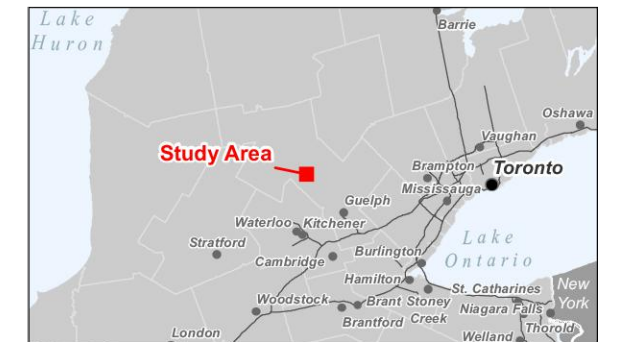 Lake
Huron
Barrie
Oshawa
Vaughan
Study Area
Brampton
Toronto
Mississauga
Guelph
Waterloo
Kitchener
Stratford
Lake
Ontario
Burlington
Cambridge
Hamilton
St. Catharines
New
York
Woodstock
Brant
Stoney
Creek
Niagara Falls
Brantford
Thorold
London
Welland